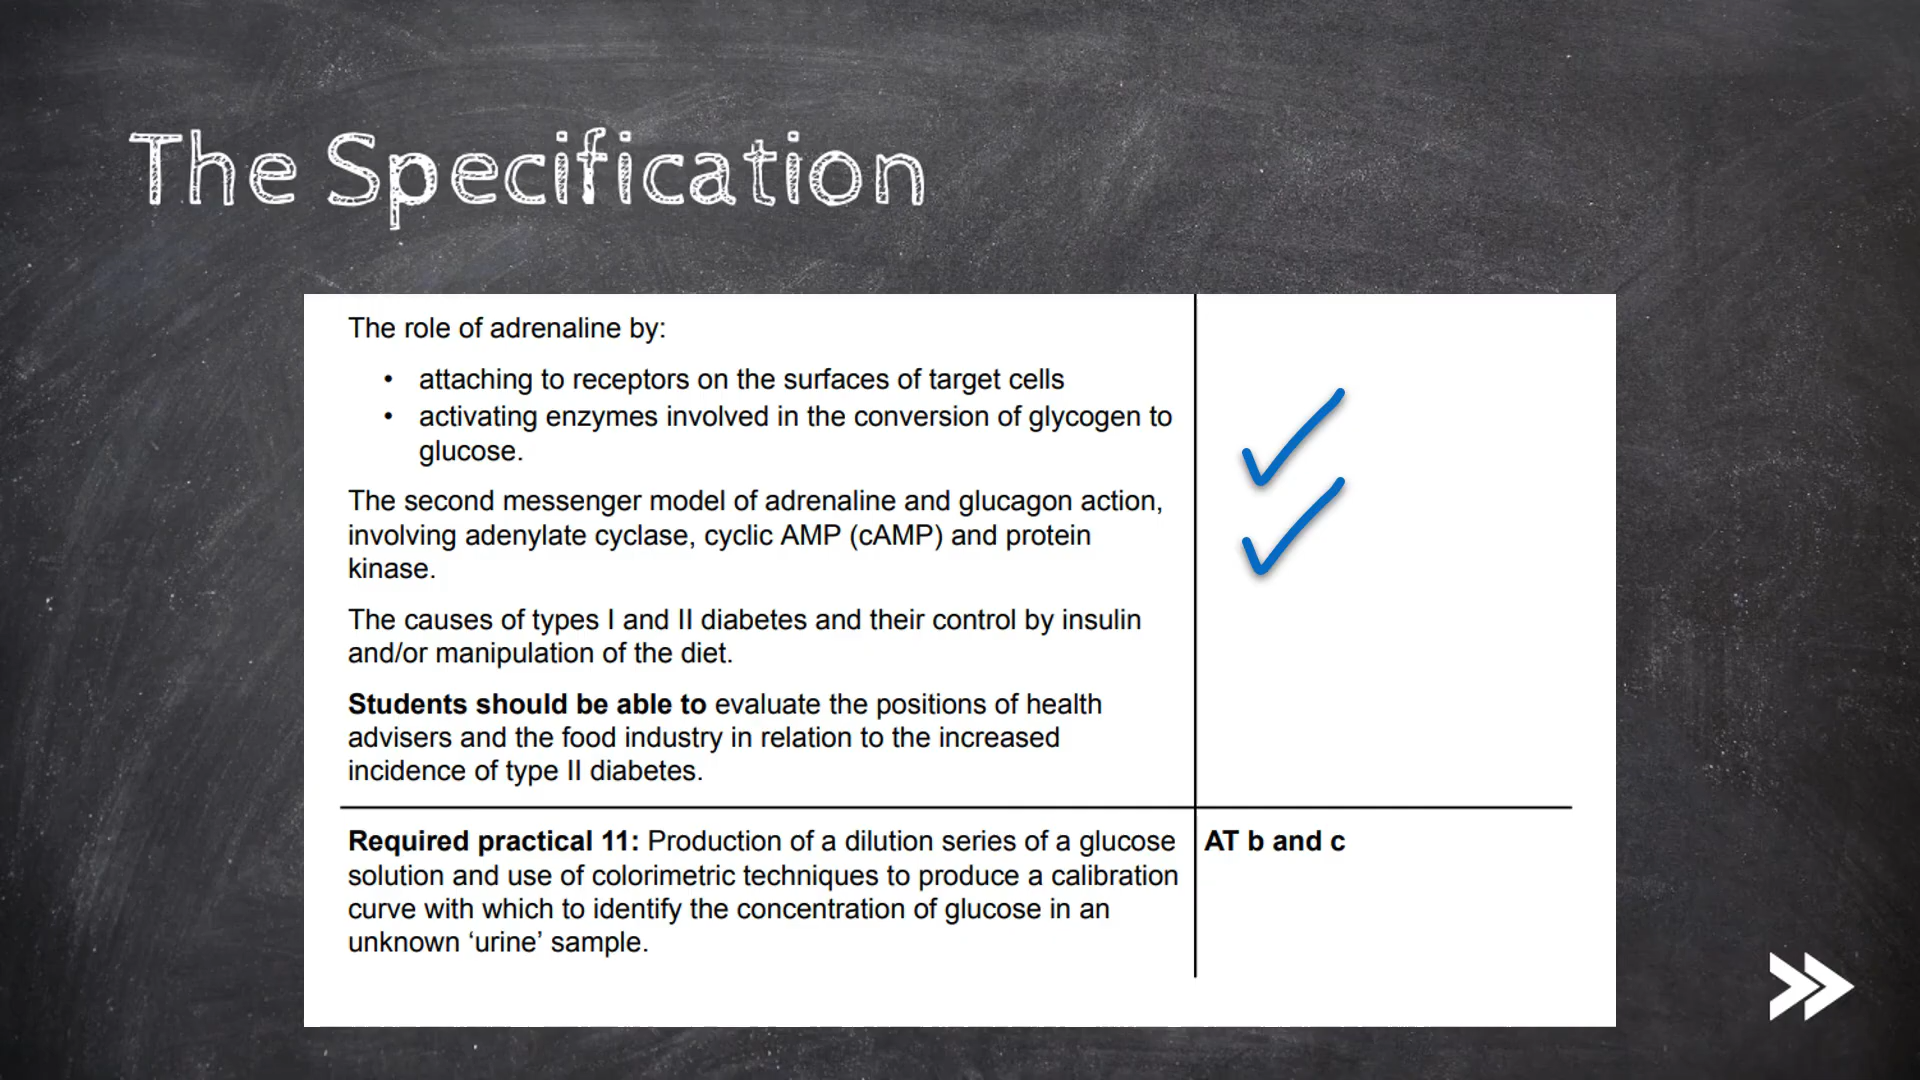 The Specification
The role of adrenaline by:
• attaching to receptors on the surfaces of target cells
• activating enzymes involved in the conversion of glycogen to
glucose.
The second messenger model of adrenaline and glucagon action,
involving adenylate cyclase, cyclic AMP (cAMP) and protein
kinase.
The causes of types I and II diabetes and their control by insulin
and/or manipulation of the diet.
Students should be able to evaluate the positions of health
advisers and the food industry in relation to the increased
incidence of type II diabetes.
Required practical 11: Production of a dilution series of a glucose
solution and use of colorimetric techniques to produce a calibration
curve with which to identify the concentration of glucose in an
unknown ‘urine’ sample.
AT b and c